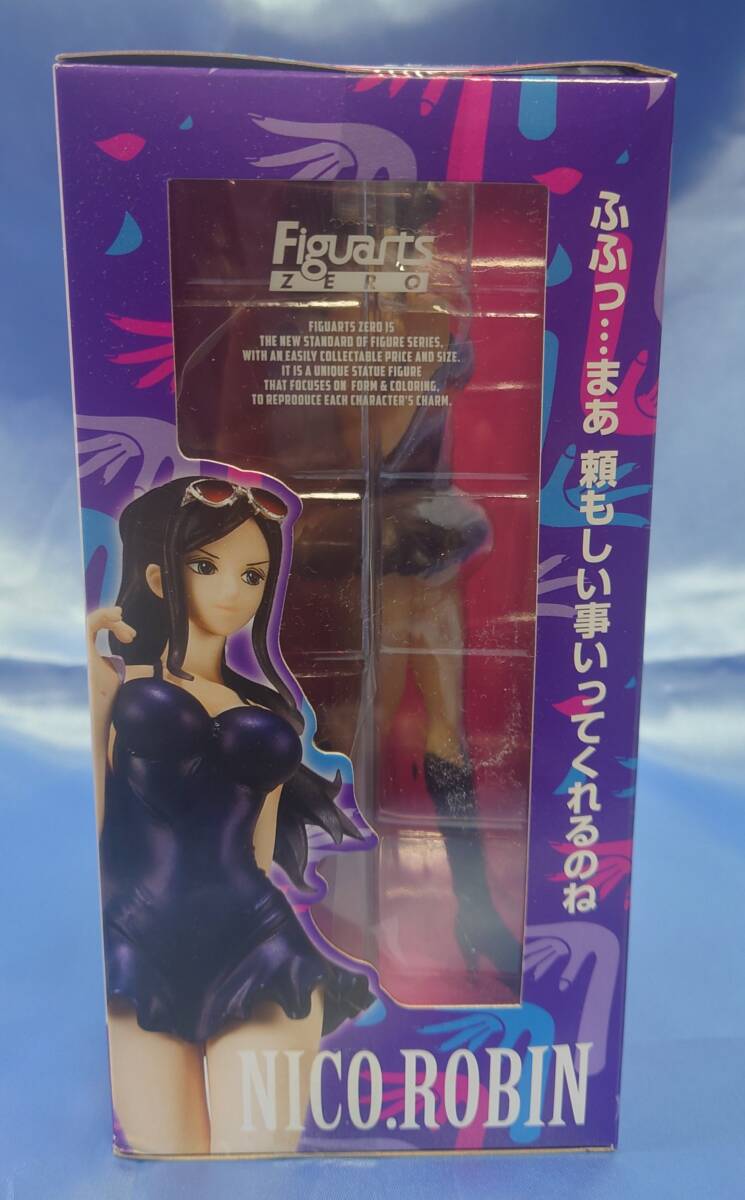 Figuarts
ZERO
FIGUARTS ZERO IS
THE NEW STANDARD OF FIGURE SERIES,
WITH AN EASILY COLLECTABLE PRICE AND SIZE.
IT IS A UNIQUE STATUE FIGURE
THAT FOCUSES ON FORM & COLORING,
TO REPRODUCE EACH CHARACTER'S CHARM.
ふふっ…まあ 頼もしい事いってくれるのね
NICO.ROBIN